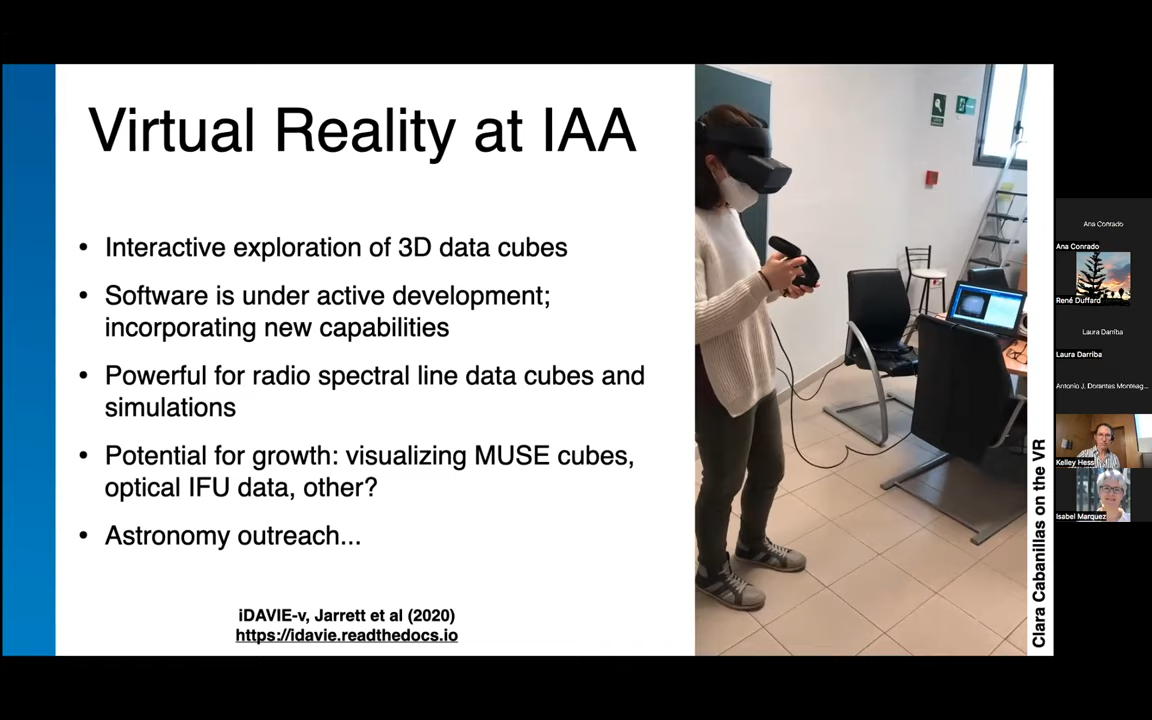 Virtual Reality at IAA
• Interactive exploration of 3D data cubes
• Software is under active development;
incorporating new capabilities
• Powerful for radio spectral line data cubes and
simulations
• Potential for growth: visualizing MUSE cubes,
optical IFU data, other?
• Astronomy outreach...
iDAVIE-v, Jarrett et al (2020)
https://idavie.readthedocs.io
Clara Cabanillas on the VR
Ana Conrado
Ana Conrado
René Duffard
Laura Darriba
Laura Darriba
Antonio J. Dorantes Monteag...
Kelley Hess
Isabel Marquez